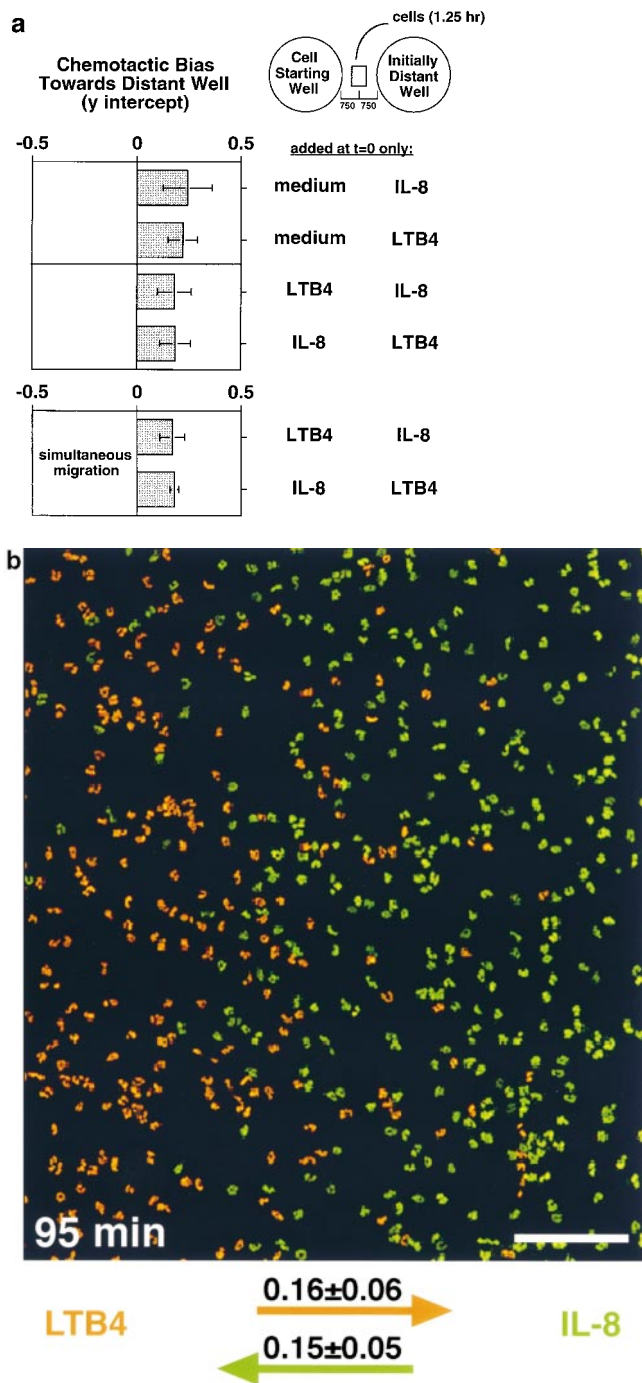 a
cells (1.25 hr)
Chemotactic Bias
Towards Distant Well
(y intercept)
Cell
Starting
Well
Initially
Distant
Well
750 750
-0.5 0 0.5
added at t=0 only:
medium IL-8
medium LTB4
LTB4 IL-8
IL-8 LTB4
-0.5 0 0.5
simultaneous
migration
LTB4 IL-8
IL-8 LTB4
b
95 min
0.16±0.06
LTB4 IL-8
0.15±0.05